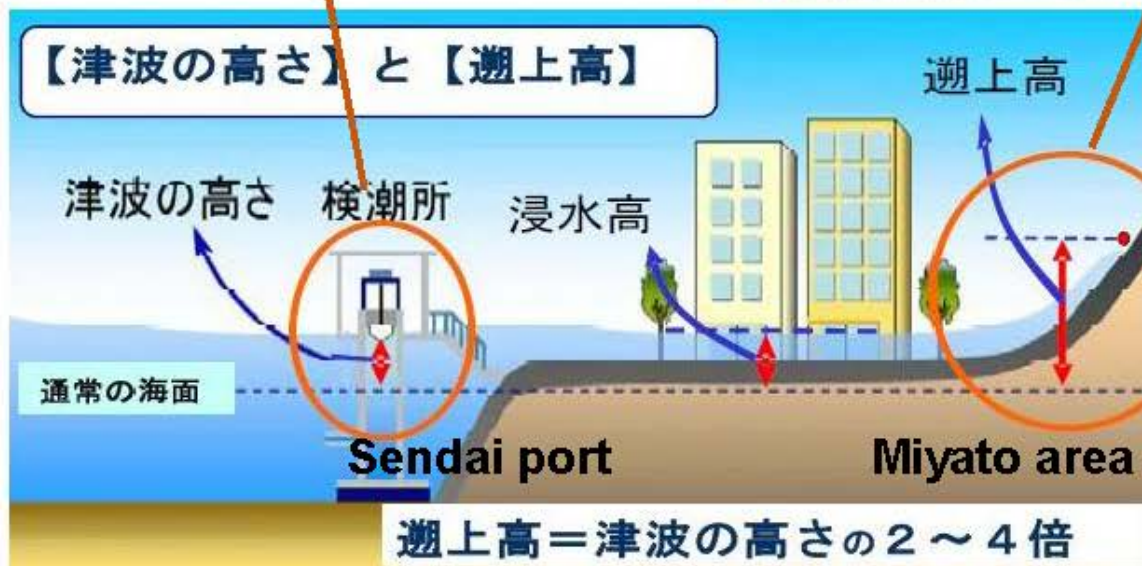 【津波の高さ】と【遡上高】
遡上高
津波の高さ 検潮所
浸水高
通常の海面
Sendai port
Miyato area
遡上高＝津波の高さの２～４倍